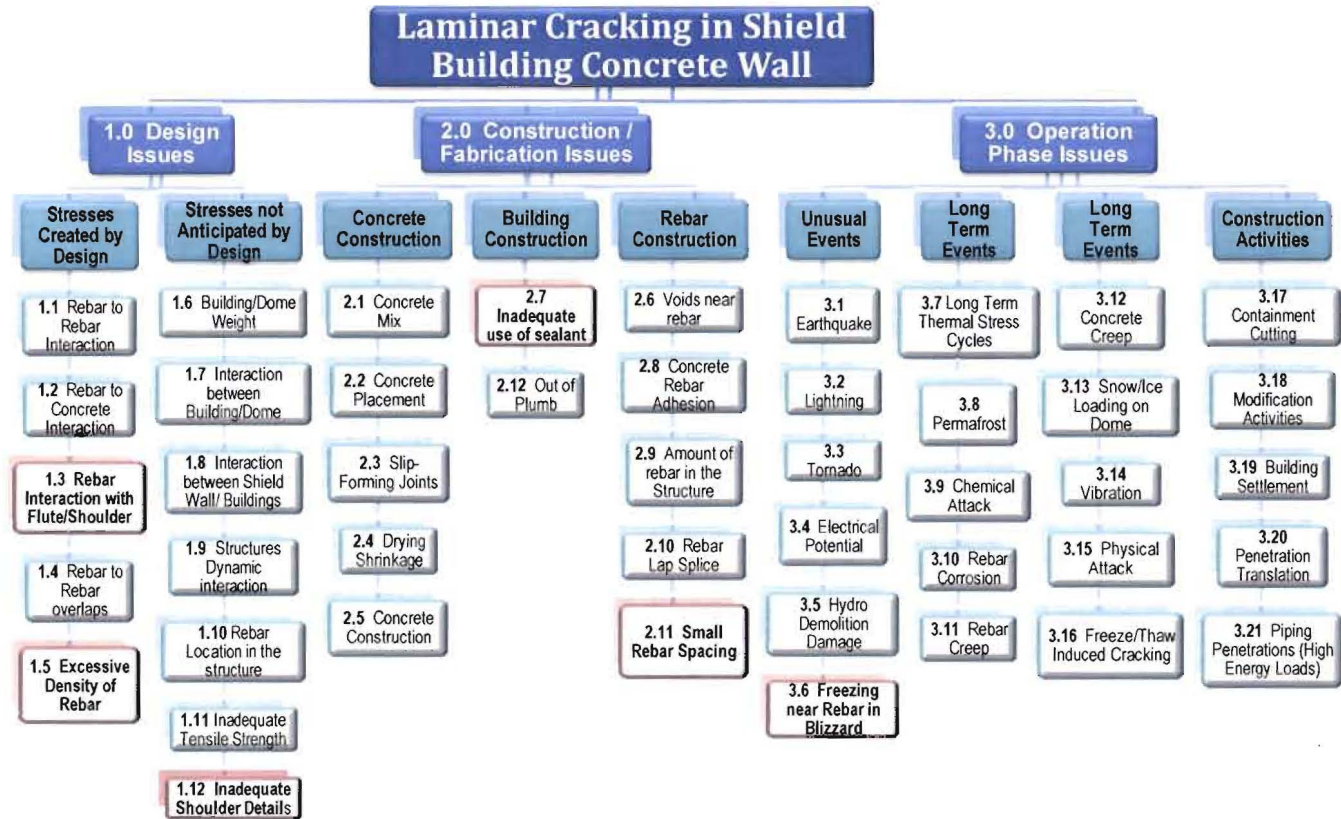 Laminar Cracking in Shield
Building Concrete Wall
1.0 Design
Issues
2.0 Construction /
Fabrication Issues
3.0 Operation
Phase Issues
Stresses
Created by
Design
1.1 Rebar to
Rebar
Interaction
1.2 Rebar to
Concrete
Interaction
1.3 Rebar
Interaction with
Flute/Shoulder
1.4 Rebar to
Rebar
overlaps
1.5 Excessive
Density of
Rebar
Stresses not
Anticipated by
Design
1.6 Building/Dome
Weight
1.7 Interaction
between
Building/Dome
1.8 Interaction
between Shield
Wall/ Buildings
1.9 Structures
Dynamic
interaction
1.10 Rebar
Location in the
structure
1.11 Inadequate
Tensile Strength
1.12 Inadequate
Shoulder Details
Concrete
Construction
2.1 Concrete
Mix
2.2 Concrete
Placement
2.3 Slip-
Forming Joints
2.4 Drying
Shrinkage
2.5 Concrete
Construction
Building
Construction
2.7
Inadequate
use of sealant
2.12 Out of
Plumb
Rebar
Construction
2.6 Voids near
rebar
2.8 Concrete
Rebar
Adhesion
2.9 Amount of
rebar in the
Structure
2.10 Rebar
Lap Splice
2.11 Small
Rebar Spacing
Unusual
Events
3.1
Earthquake
3.2
Lightning
3.3
Tornado
3.4 Electrical
Potential
3.5 Hydro
Demolition
Damage
3.6 Freezing
near Rebar in
Blizzard
Long
Term
Events
3.7 Long Term
Thermal Stress
Cycles
3.8
Permafrost
3.9 Chemical
Attack
3.10 Rebar
Corrosion
3.11 Rebar
Creep
Long
Term
Events
3.12
Concrete
Creep
3.13 Snow/Ice
Loading on
Dome
3.14
Vibration
3.15 Physical
Attack
3.16 Freeze/Thaw
Induced Cracking
Construction
Activities
3.17
Containment
Cutting
3.18
Modification
Activities
3.19 Building
Settlement
3.20
Penetration
Translation
3.21 Piping
Penetrations (High
Energy Loads)